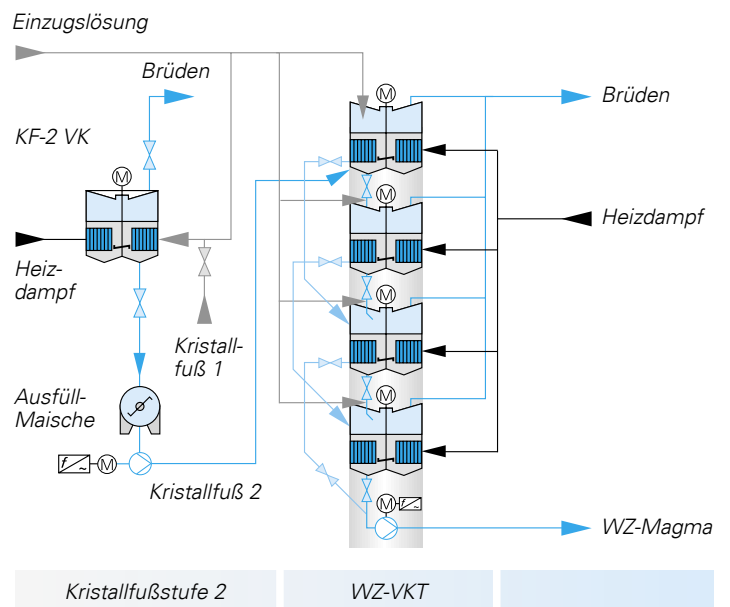 Einzugslösung
Brüden
Brüden
KF-2 VK
M
M
M
Heizdampf
Heiz-
dampf
M
Kristall-
fuß 1
Ausfüll-
Maische
M
f ~
M
Kristallfuß 2
M
f ~
WZ-Magma
Kristallfußstufe 2
WZ-VKT